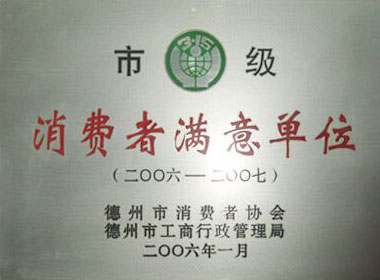 市 315 级
消费者满意单位
(二〇〇六—二〇〇七)
德州市消费者协会
德州市工商行政管理局
二〇〇六年一月